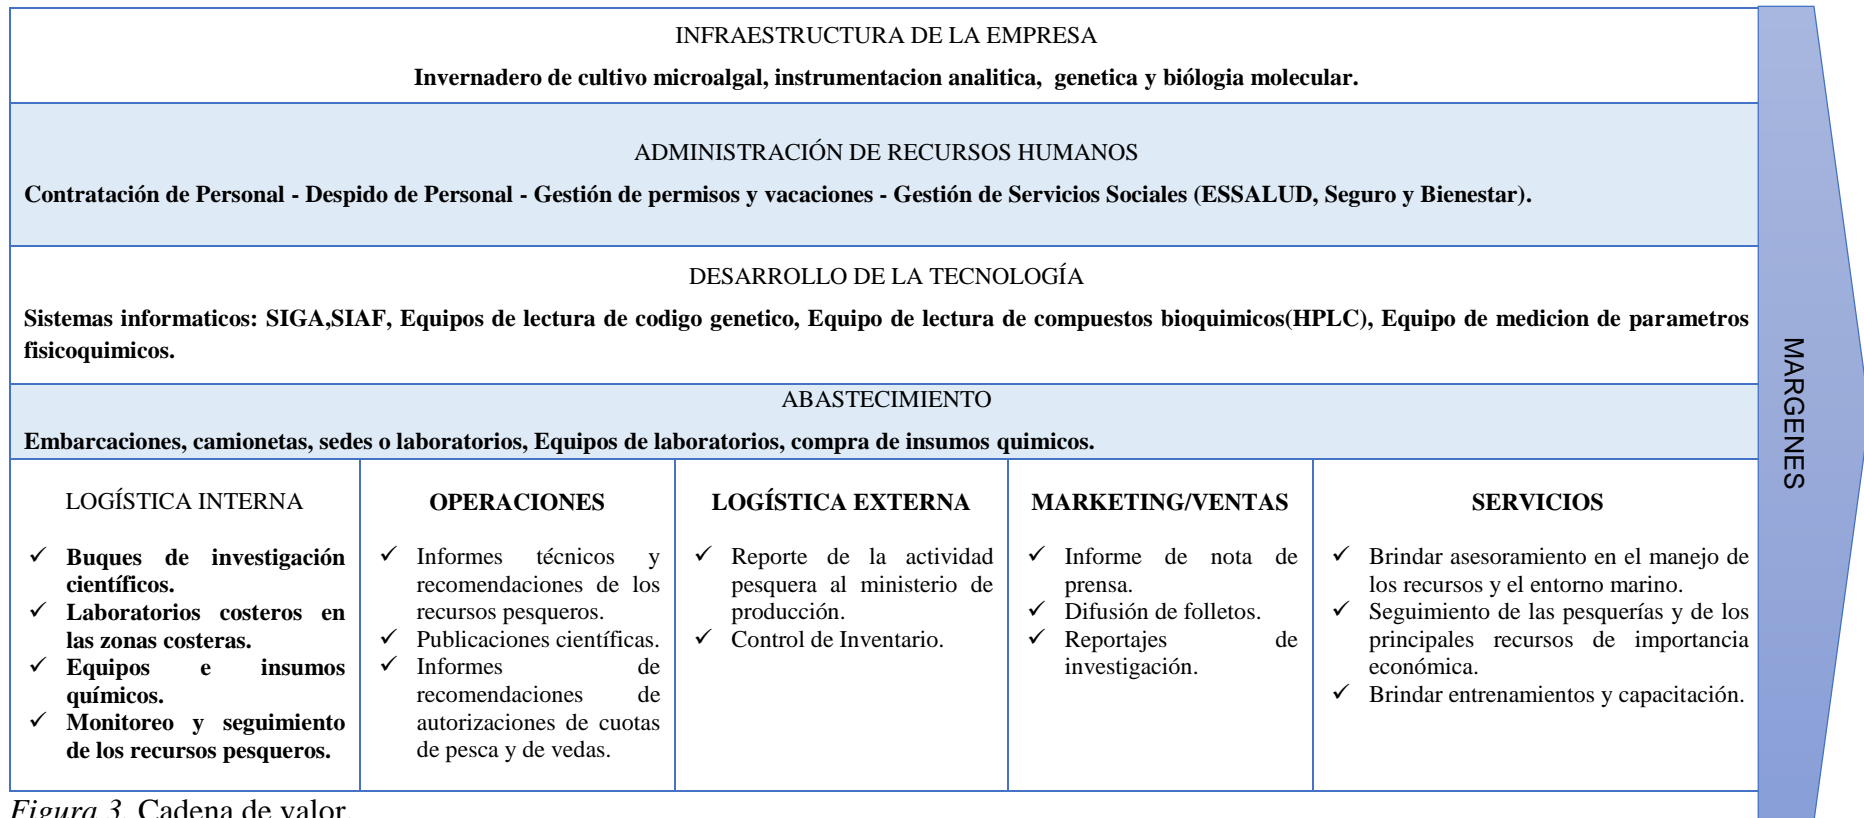 INFRAESTRUCTURA DE LA EMPRESA
Invernadero de cultivo microalgal, instrumentacion analitica, genetica y biólogia molecular.
ADMINISTRACIÓN DE RECURSOS HUMANOS
Contratación de Personal - Despido de Personal - Gestión de permisos y vacaciones - Gestión de Servicios Sociales (ESSALUD, Seguro y Bienestar).
DESARROLLO DE LA TECNOLOGÍA
Sistemas informaticos: SIGA,SIAF, Equipos de lectura de codigo genetico, Equipo de lectura de compuestos bioquimicos(HPLC), Equipo de medicion de parametros
fisicoquimicos.
ABASTECIMIENTO
Embarcaciones, camionetas, sedes o laboratorios, Equipos de laboratorios, compra de insumos quimicos.
LOGÍSTICA INTERNA
✓ Buques de investigación
científicos.
✓ Laboratorios costeros en
las zonas costeras.
✓ Equipos e insumos
químicos.
✓ Monitoreo y seguimiento
de los recursos pesqueros.
OPERACIONES
✓ Informes técnicos y
recomendaciones de los
recursos pesqueros.
✓ Publicaciones científicas.
✓ Informes de
recomendaciones de
autorizaciones de cuotas
de pesca y de vedas.
LOGÍSTICA EXTERNA
✓ Reporte de la actividad
pesquera al ministerio de
producción.
✓ Control de Inventario.
MARKETING/VENTAS
✓ Informe de nota de
prensa.
✓ Difusión de folletos.
✓ Reportajes de
investigación.
SERVICIOS
✓ Brindar asesoramiento en el manejo de
los recursos y el entorno marino.
✓ Seguimiento de las pesquerías y de los
principales recursos de importancia
económica.
✓ Brindar entrenamientos y capacitación.
MARGENES
Figura 3. Cadena de valor.